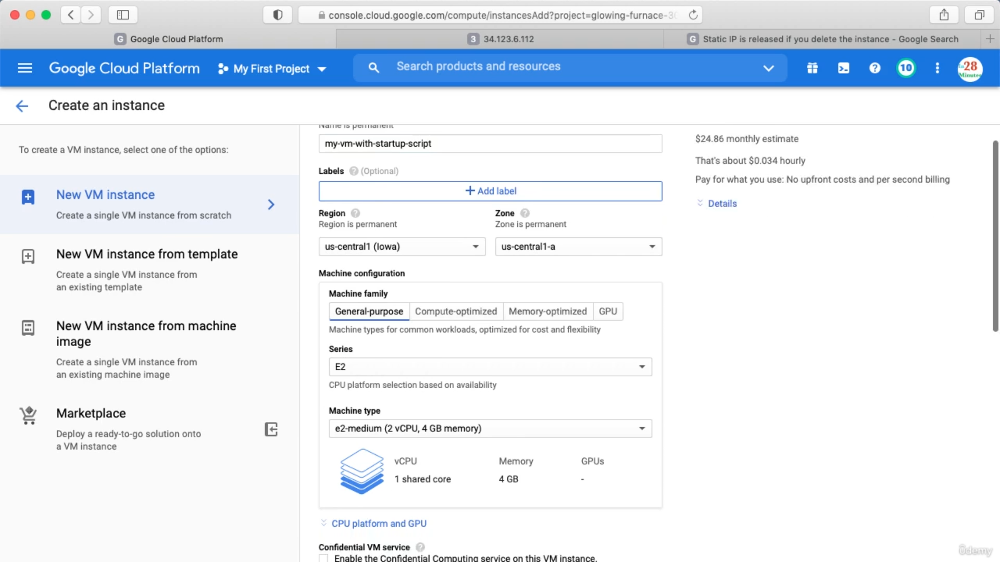 console.cloud.google.com/compute/instancesAdd?project=glowing-furnace-30
G Google Cloud Platform
3 34.123.6.112
G Static IP is released if you delete the instance - Google Search
Google Cloud Platform
My First Project
Search products and resources
10
in28
Minutes
Create an instance
To create a VM instance, select one of the options:
New VM instance
Create a single VM instance from scratch
New VM instance from template
Create a single VM instance from
an existing template
New VM instance from machine
image
Create a single VM instance from
an existing machine image
Marketplace
Deploy a ready-to-go solution onto
a VM instance
Name is permanent
my-vm-with-startup-script
Labels ? (Optional)
+ Add label
Region ?
Region is permanent
us-central1 (Iowa)
Zone ?
Zone is permanent
us-central1-a
Machine configuration
Machine family
General-purpose Compute-optimized Memory-optimized GPU
Machine types for common workloads, optimized for cost and flexibility
Series
E2
CPU platform selection based on availability
Machine type
e2-medium (2 vCPU, 4 GB memory)
vCPU Memory GPUs
1 shared core 4 GB -
CPU platform and GPU
Confidential VM service ?
Enable the Confidential Computing service on this VM instance.
$24.86 monthly estimate
That's about $0.034 hourly
Pay for what you use: No upfront costs and per second billing
Details
ûdemy